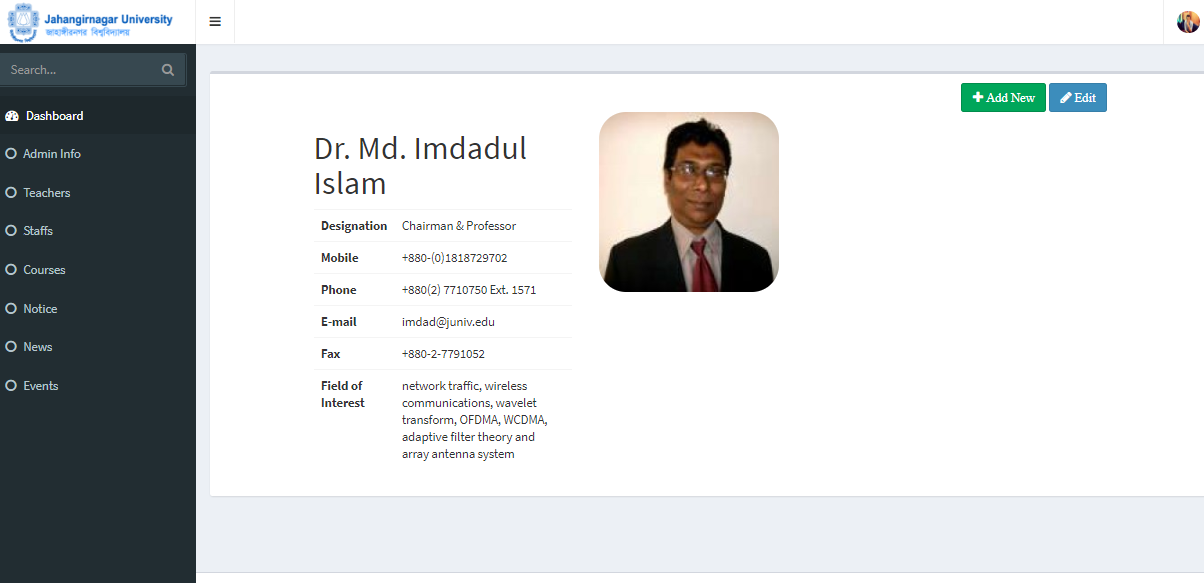 Jahangirnagar University
জাহাঙ্গীরনগর বিশ্ববিদ্যালয়
Search...
Dashboard
Admin Info
Teachers
Staffs
Courses
Notice
News
Events
Add New
Edit
Dr. Md. Imdadul
Islam
Designation Chairman & Professor
Mobile +880-(0)1818729702
Phone +880(2) 7710750 Ext. 1571
E-mail imdad@juniv.edu
Fax +880-2-7791052
Field of network traffic, wireless
Interest communications, wavelet
transform, OFDMA, WCDMA,
adaptive filter theory and
array antenna system